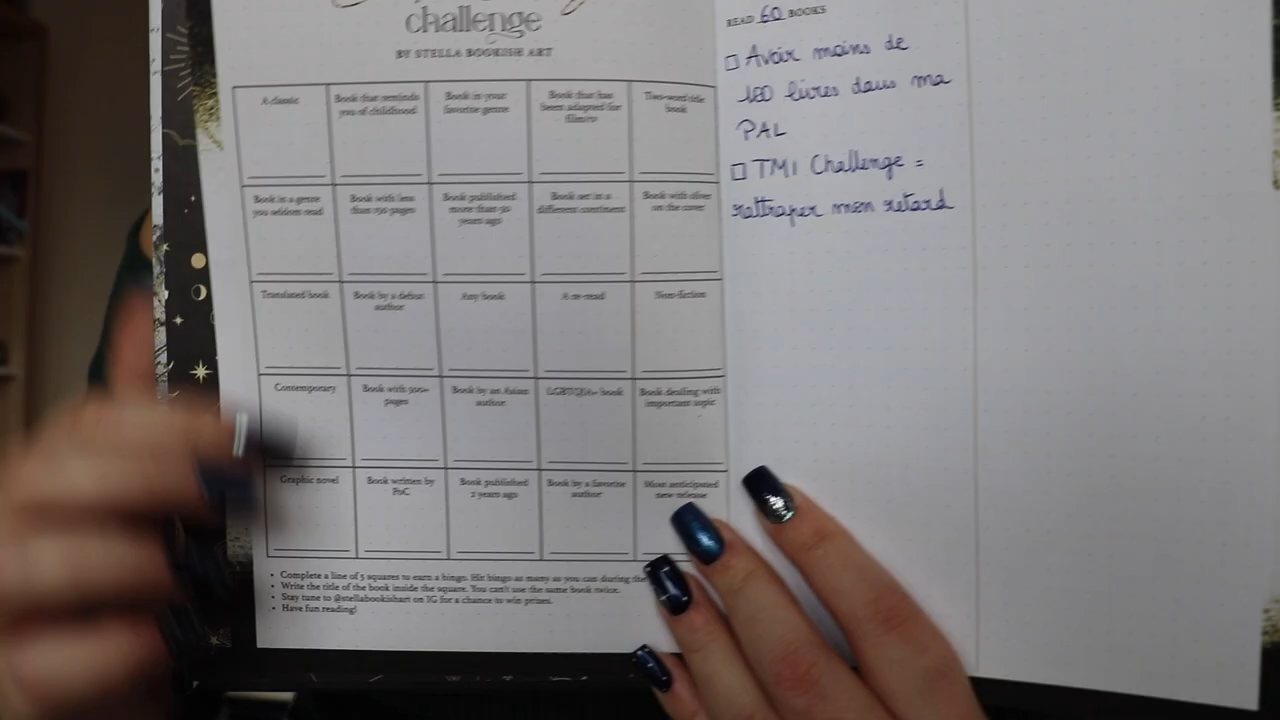 challenge
BY STELLA BOOKISH ART
A classic
Book that reminds
you of childhood
Book in your
favorite genre
Book that has
been adapted for
film/tv
Two-word title
book
Book in a genre
you seldom read
Book with less
than 150 pages
Book published
more than 50
years ago
Book set in a
different continent
Book with silver
on the cover
Translated book
Book by a debut
author
Any book
A re-read
Non-fiction
Contemporary
Book with 500+
pages
Book by an Asian
author
LGBTQIA+ book
Book dealing with
important topic
Graphic novel
Book written by
PoC
Book published
2 years ago
Book by a favorite
author
Most anticipated
new release
• Complete a line of 5 squares to earn a bingo. Hit bingos as many as you can during the
• Write the title of the book inside the square. You can't use the same book twice.
• Stay tune to @stellabookishart on IG for a chance to win prizes.
• Have fun reading!
READ 60 BOOKS
□ Avoir moins de
180 livres dans ma
PAL
□ TM1 Challenge =
rattraper mon retard